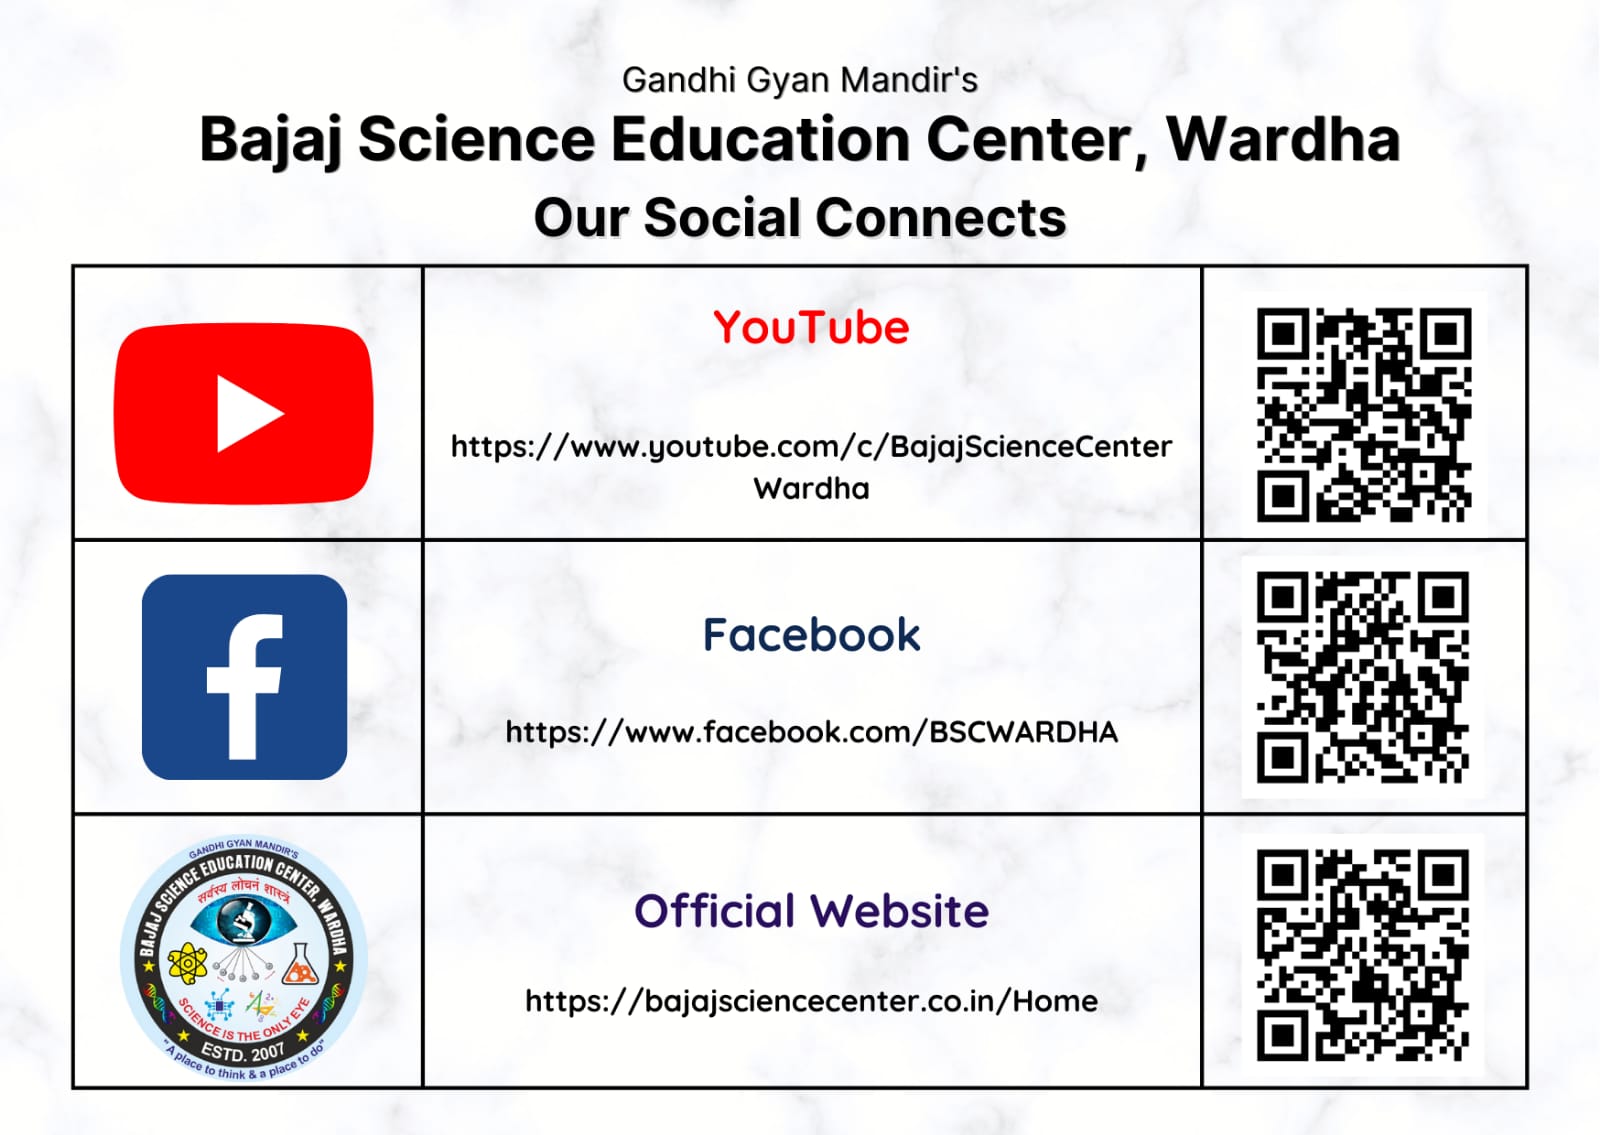 Gandhi Gyan Mandir's
Bajaj Science Education Center, Wardha
Our Social Connects
YouTube
https://www.youtube.com/c/BajajScienceCenter
Wardha
Facebook
https://www.facebook.com/BSCWARDHA
GANDHI GYAN MANDIR'S
BAJAJ SCIENCE EDUCATION CENTER, WARDHA
सर्वस्य लोचनं शास्त्रं
SCIENCE IS THE ONLY EYE
ESTD. 2007
"A place to think & a place to do"
Official Website
https://bajajsciencecenter.co.in/Home